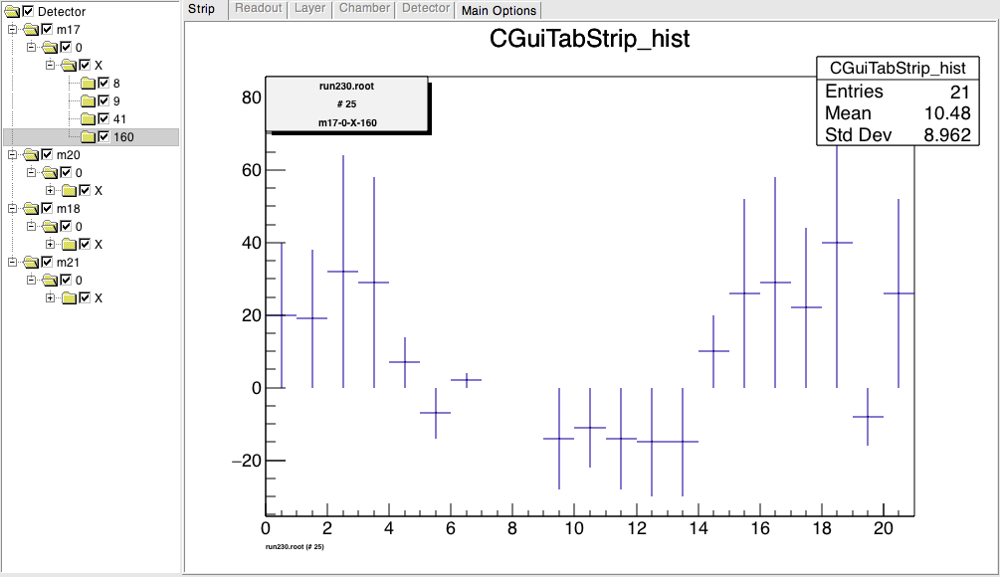 Strip Readout Layer Chamber Detector Main Options
Detector
m17
0
X
8
9
41
160
m20
0
X
m18
0
X
m21
0
X
CGuiTabStrip_hist
run230.root
# 25
m17-0-X-160
CGuiTabStrip_hist
Entries 21
Mean 10.48
Std Dev 8.962
80
60
40
20
0
−20
0 2 4 6 8 10 12 14 16 18 20
run230.root (# 25)